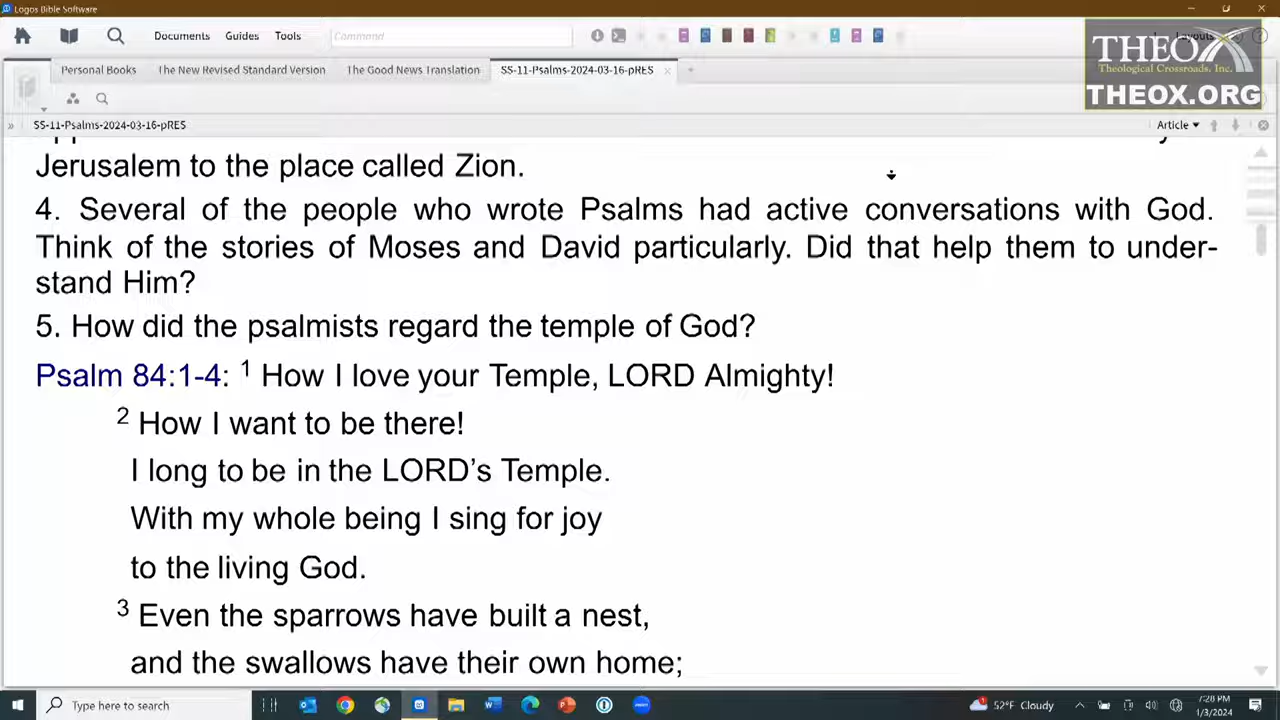 Logos Bible Software
Documents Guides Tools Command Layouts
THEOX
Theological Crossroads, Inc.
THEOX.ORG
Personal Books The New Revised Standard Version The Good News Translation SS-11-Psalms-2024-03-16-pRES
SS-11-Psalms-2024-03-16-pRES Article
Jerusalem to the place called Zion.
4. Several of the people who wrote Psalms had active conversations with God.
Think of the stories of Moses and David particularly. Did that help them to under-
stand Him?
5. How did the psalmists regard the temple of God?
Psalm 84:1-4: 1 How I love your Temple, LORD Almighty!
2 How I want to be there!
I long to be in the LORD’s Temple.
With my whole being I sing for joy
to the living God.
3 Even the sparrows have built a nest,
and the swallows have their own home;
Type here to search 52°F Cloudy 7:28 PM
1/3/2024